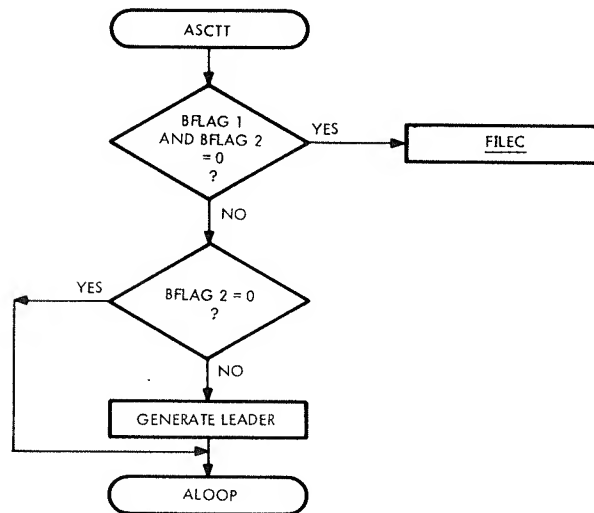 ASCTT
BFLAG 1
AND BFLAG 2
= 0
?
YES
FILEC
NO
YES
BFLAG 2 = 0
?
NO
GENERATE LEADER
ALOOP